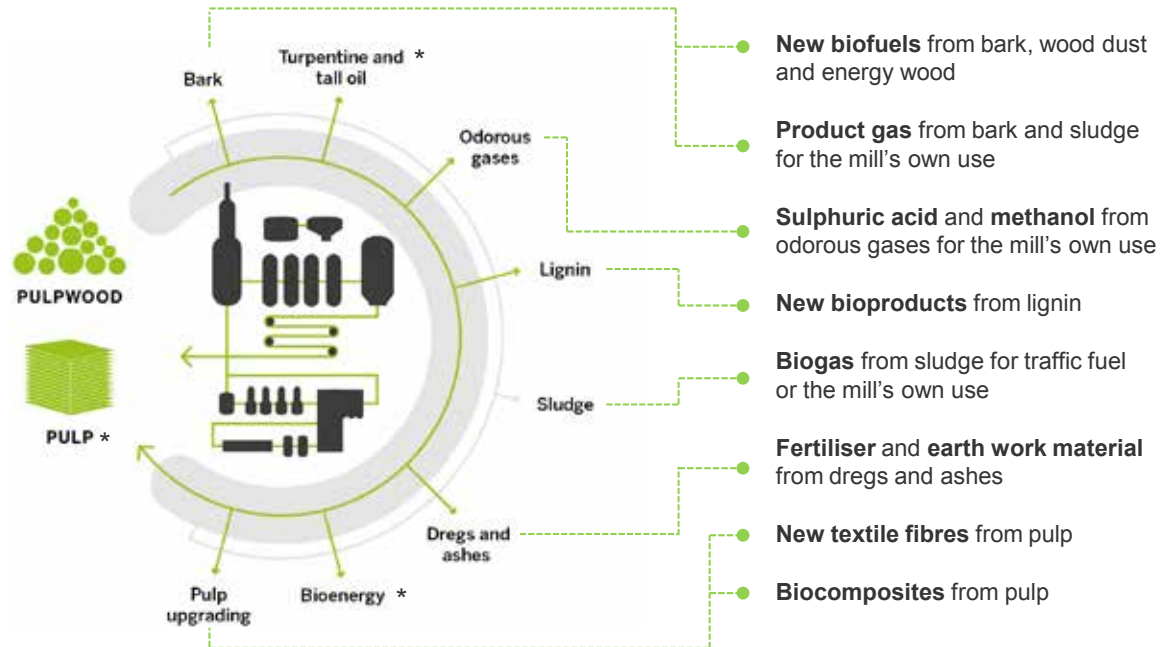 Bark
Turpentine and *
tall oil
Odorous
gases
Lignin
Sludge
Dregs and
ashes
Bioenergy *
Pulp
upgrading
PULPWOOD
PULP *
New biofuels from bark, wood dust
and energy wood
Product gas from bark and sludge
for the mill’s own use
Sulphuric acid and methanol from
odorous gases for the mill’s own use
New bioproducts from lignin
Biogas from sludge for traffic fuel
or the mill’s own use
Fertiliser and earth work material
from dregs and ashes
New textile fibres from pulp
Biocomposites from pulp